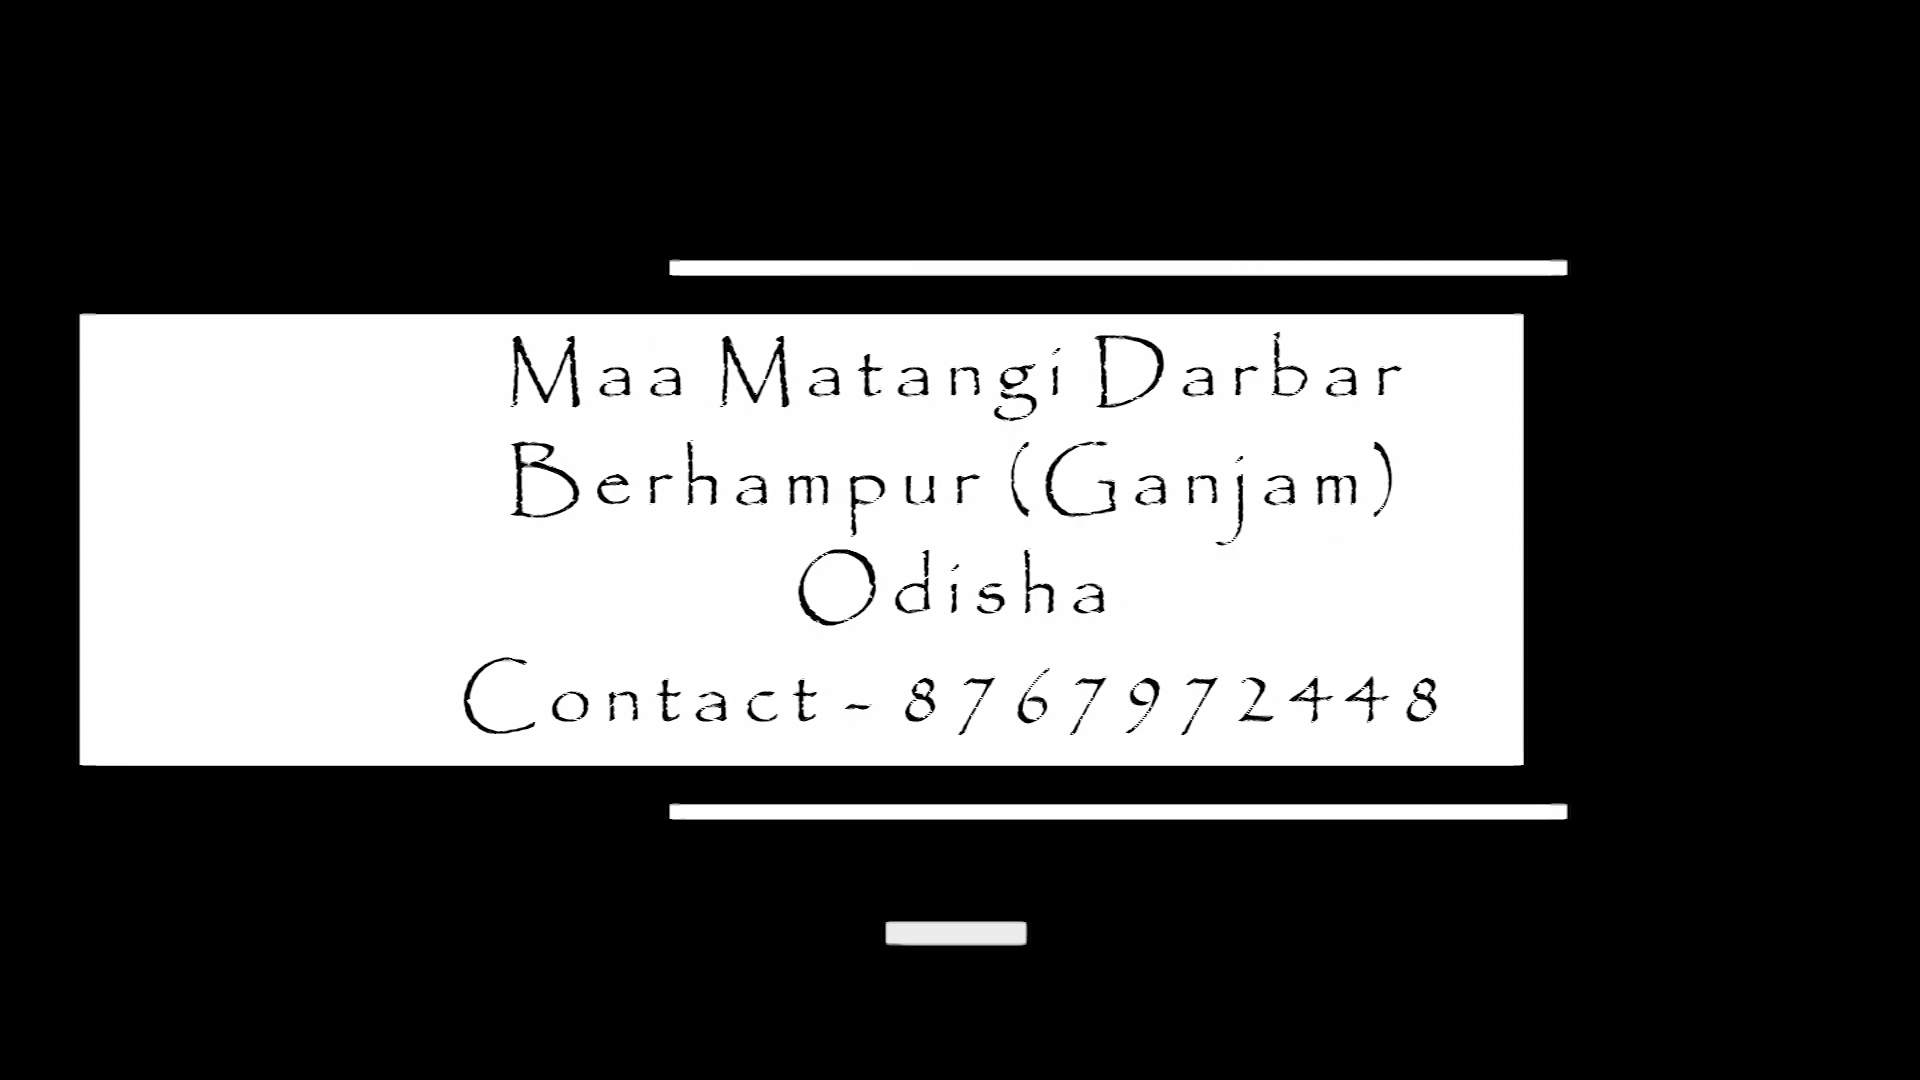 Maa Matangi Darbar
Berhampur (Ganjam)
Odisha
Contact - 8767972448